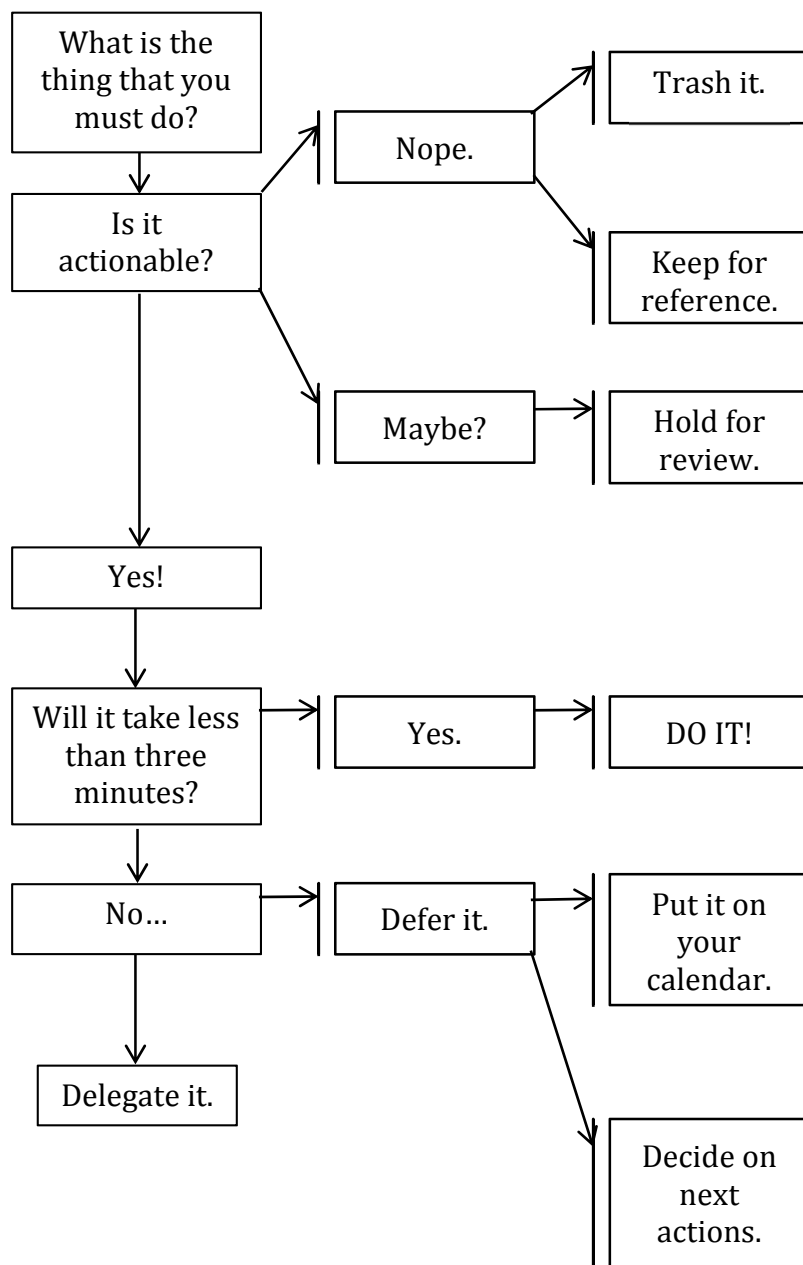 What is the
thing that you
must do?
Trash it.
Nope.
Is it
actionable?
Keep for
reference.
Maybe?
Hold for
review.
Yes!
Will it take less
than three
minutes?
Yes.
DO IT!
No…
Defer it.
Put it on
your
calendar.
Delegate it.
Decide on
next
actions.